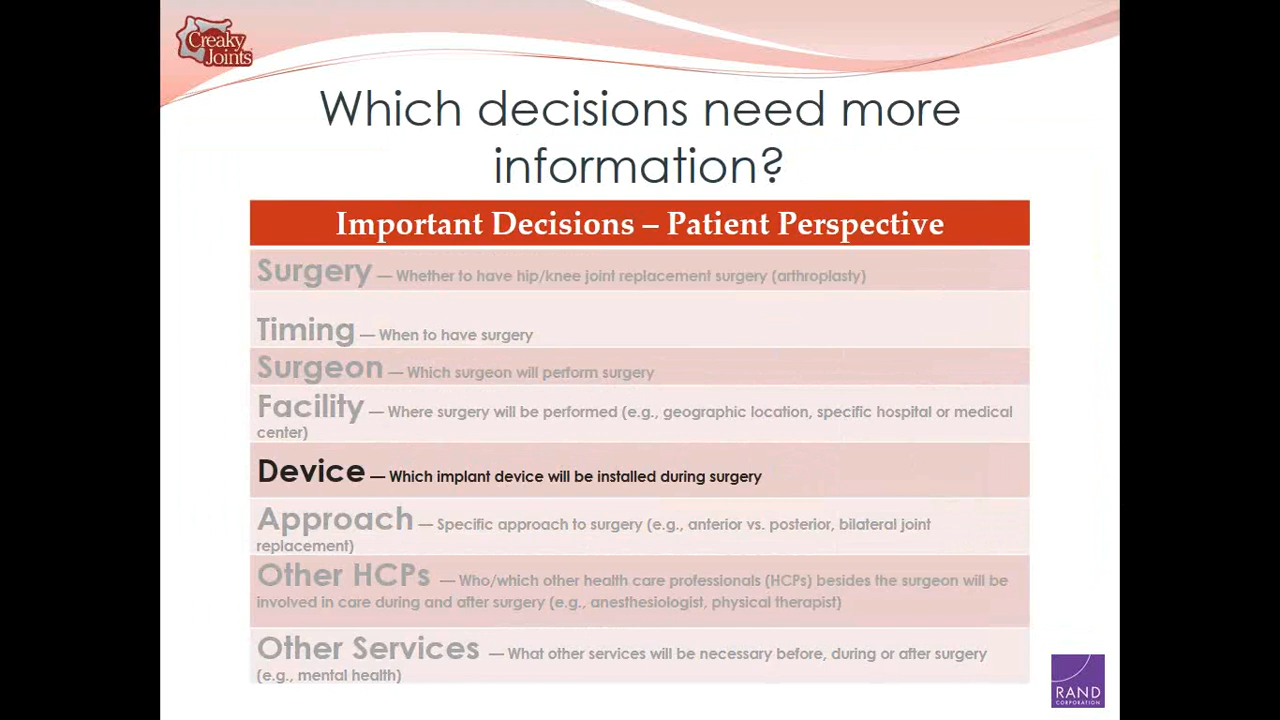 Creaky
Joints
Which decisions need more
information?
Important Decisions – Patient Perspective
Surgery — Whether to have hip/knee joint replacement surgery (arthroplasty)
Timing — When to have surgery
Surgeon — Which surgeon will perform surgery
Facility — Where surgery will be performed (e.g., geographic location, specific hospital or medical
center)
Device — Which implant device will be installed during surgery
Approach — Specific approach to surgery (e.g., anterior vs. posterior, bilateral joint
replacement)
Other HCPs — Who/which other health care professionals (HCPs) besides the surgeon will be
involved in care during and after surgery (e.g., anesthesiologist, physical therapist)
Other Services — What other services will be necessary before, during or after surgery
(e.g., mental health)
RAND
CORPORATION